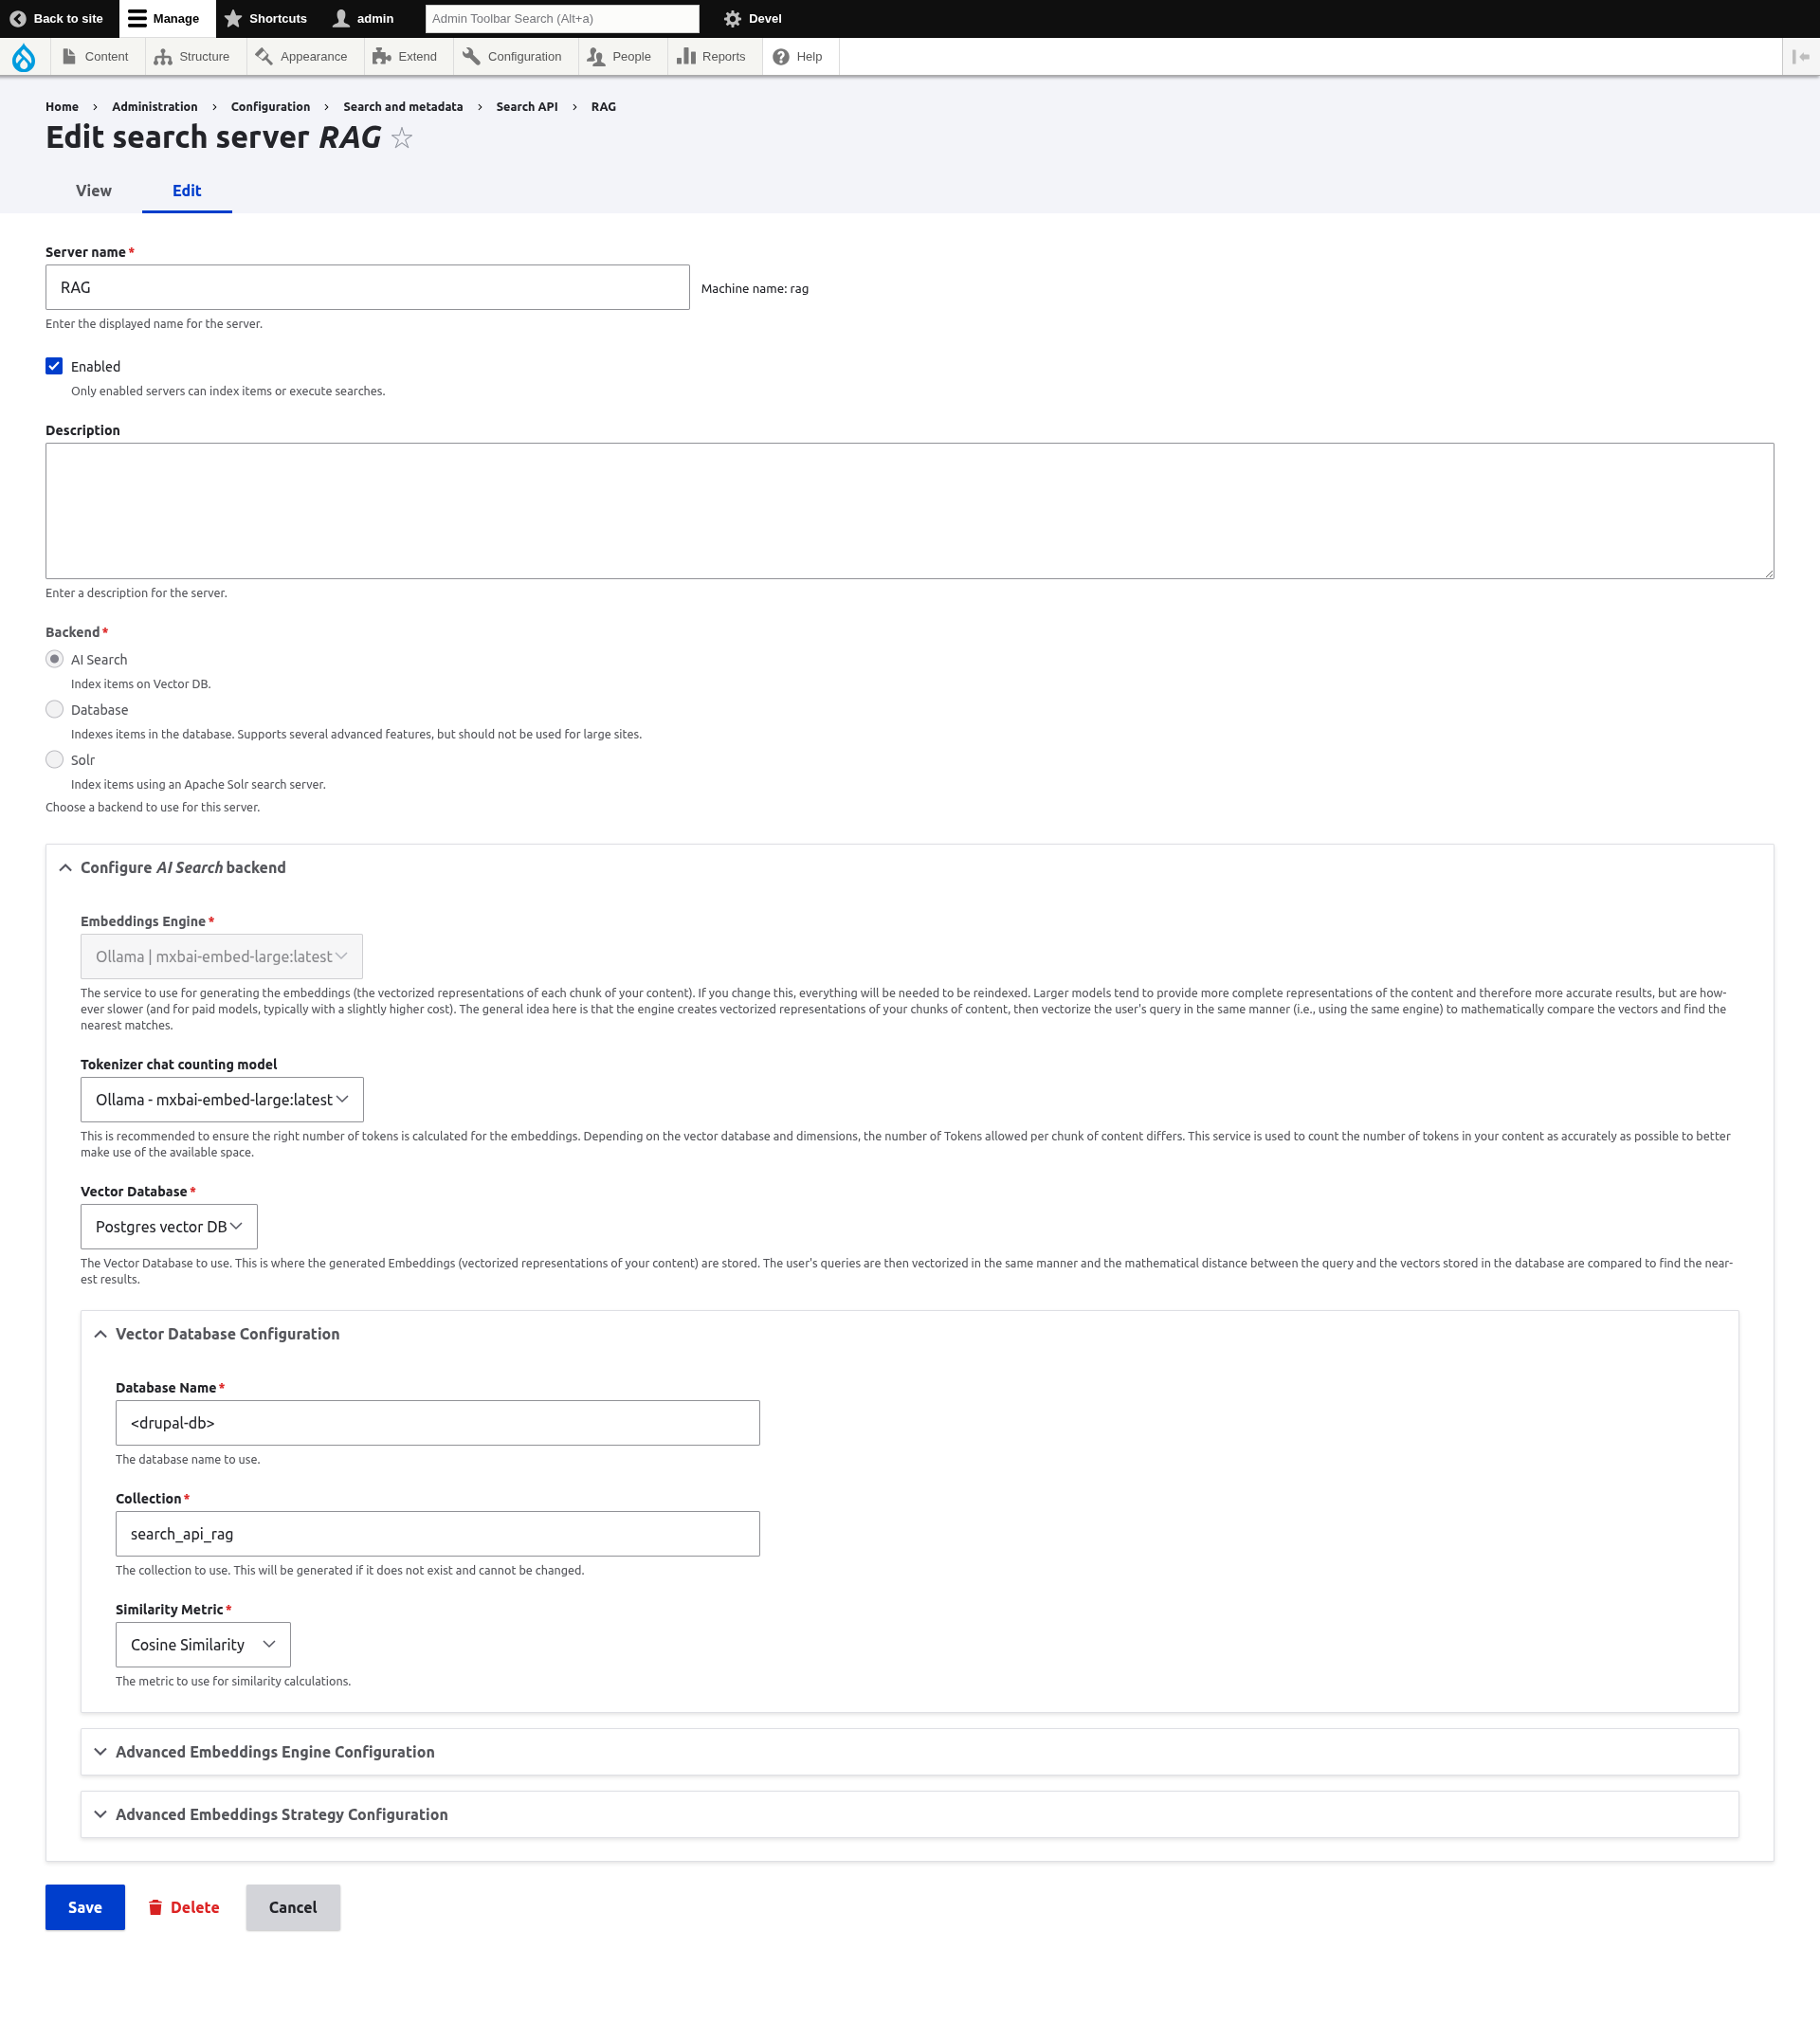 Back to site
Manage
Shortcuts
admin
Admin Toolbar Search (Alt+a)
Devel
Content
Structure
Appearance
Extend
Configuration
People
Reports
Help
Home › Administration › Configuration › Search and metadata › Search API › RAG
Edit search server RAG
View
Edit
Server name*
RAG
Machine name: rag
Enter the displayed name for the server.
Enabled
Only enabled servers can index items or execute searches.
Description
Enter a description for the server.
Backend*
AI Search
Index items on Vector DB.
Database
Indexes items in the database. Supports several advanced features, but should not be used for large sites.
Solr
Index items using an Apache Solr search server.
Choose a backend to use for this server.
Configure AI Search backend
Embeddings Engine*
Ollama | mxbai-embed-large:latest
The service to use for generating the embeddings (the vectorized representations of each chunk of your content). If you change this, everything will be needed to be reindexed. Larger models tend to provide more complete representations of the content and therefore more accurate results, but are how-
ever slower (and for paid models, typically with a slightly higher cost). The general idea here is that the engine creates vectorized representations of your chunks of content, then vectorize the user's query in the same manner (i.e., using the same engine) to mathematically compare the vectors and find the
nearest matches.
Tokenizer chat counting model
Ollama - mxbai-embed-large:latest
This is recommended to ensure the right number of tokens is calculated for the embeddings. Depending on the vector database and dimensions, the number of Tokens allowed per chunk of content differs. This service is used to count the number of tokens in your content as accurately as possible to better
make use of the available space.
Vector Database*
Postgres vector DB
The Vector Database to use. This is where the generated Embeddings (vectorized representations of your content) are stored. The user's queries are then vectorized in the same manner and the mathematical distance between the query and the vectors stored in the database are compared to find the near-
est results.
Vector Database Configuration
Database Name*
<drupal-db>
The database name to use.
Collection*
search_api_rag
The collection to use. This will be generated if it does not exist and cannot be changed.
Similarity Metric*
Cosine Similarity
The metric to use for similarity calculations.
Advanced Embeddings Engine Configuration
Advanced Embeddings Strategy Configuration
Save
Delete
Cancel